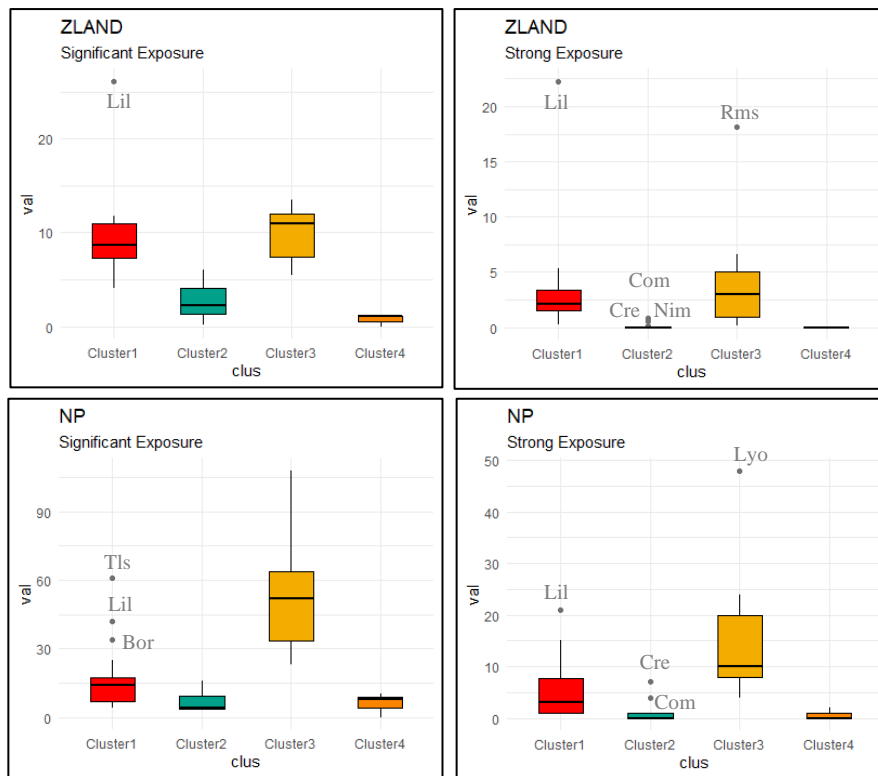 ZLAND
Significant Exposure
Lil
20
10
0
val
Cluster1 Cluster2 Cluster3 Cluster4
clus
ZLAND
Strong Exposure
Lil
Rms
Com
Cre Nim
20
15
10
5
0
val
Cluster1 Cluster2 Cluster3 Cluster4
clus
NP
Significant Exposure
Tls
Lil
Bor
90
60
30
0
val
Cluster1 Cluster2 Cluster3 Cluster4
clus
NP
Strong Exposure
Lyo
Lil
Cre
Com
50
40
30
20
10
0
val
Cluster1 Cluster2 Cluster3 Cluster4
clus